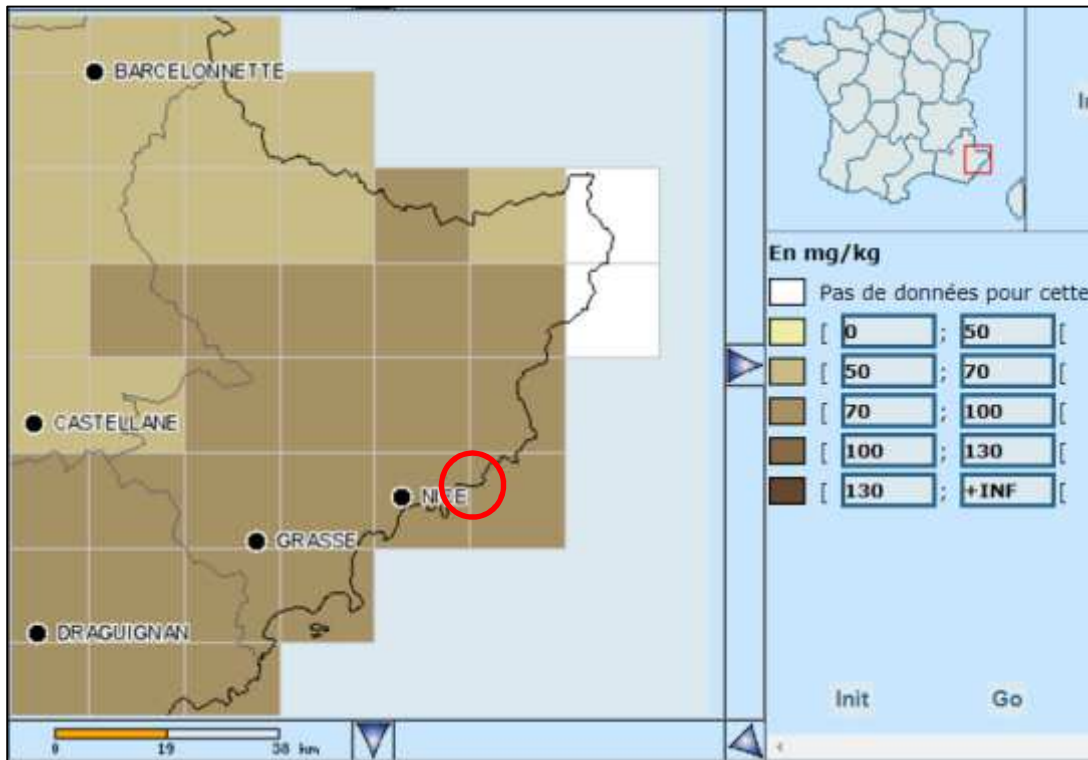 BARCELONNETTE
CASTELLANE
NICE
GRASSE
DRAGUIGNAN
0 19 38 km
En mg/kg
Pas de données pour cette
[ 0 ; 50 [
[ 50 ; 70 [
[ 70 ; 100 [
[ 100 ; 130 [
[ 130 ; +INF [
Init Go